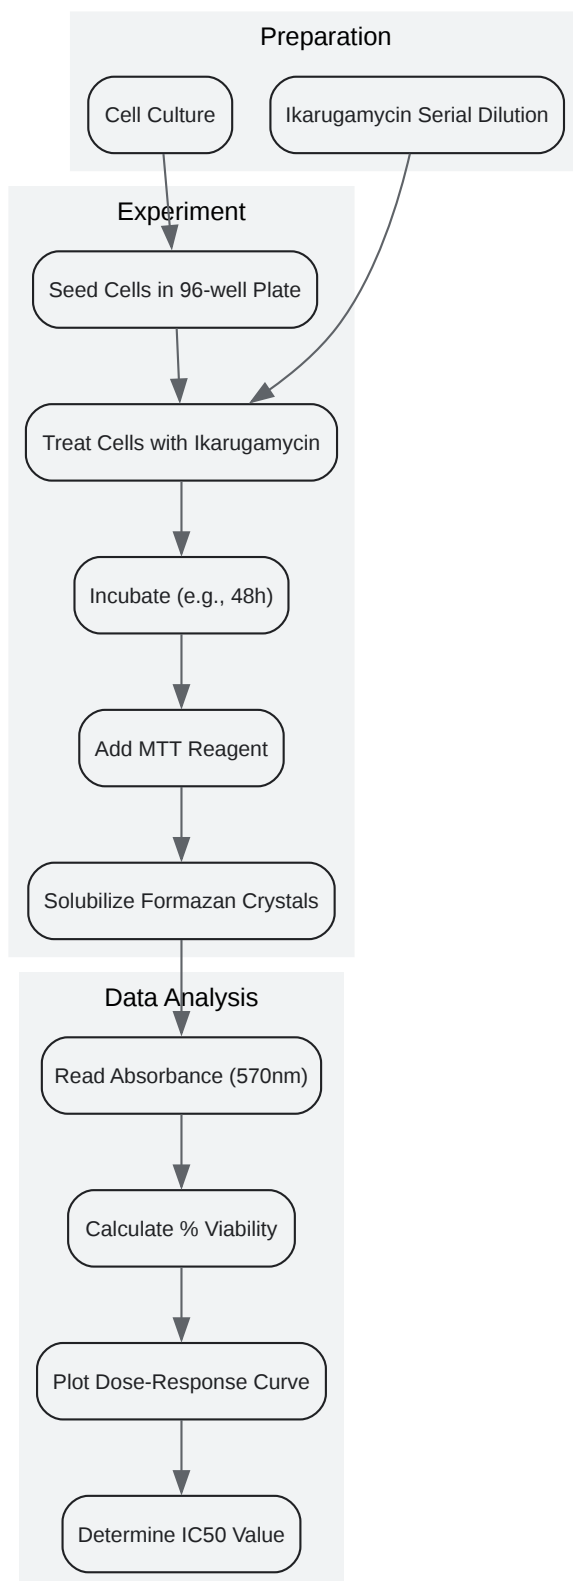 Preparation
Cell Culture
Ikarugamycin Serial Dilution
Experiment
Seed Cells in 96-well Plate
Treat Cells with Ikarugamycin
Incubate (e.g., 48h)
Add MTT Reagent
Solubilize Formazan Crystals
Data Analysis
Read Absorbance (570nm)
Calculate % Viability
Plot Dose-Response Curve
Determine IC50 Value